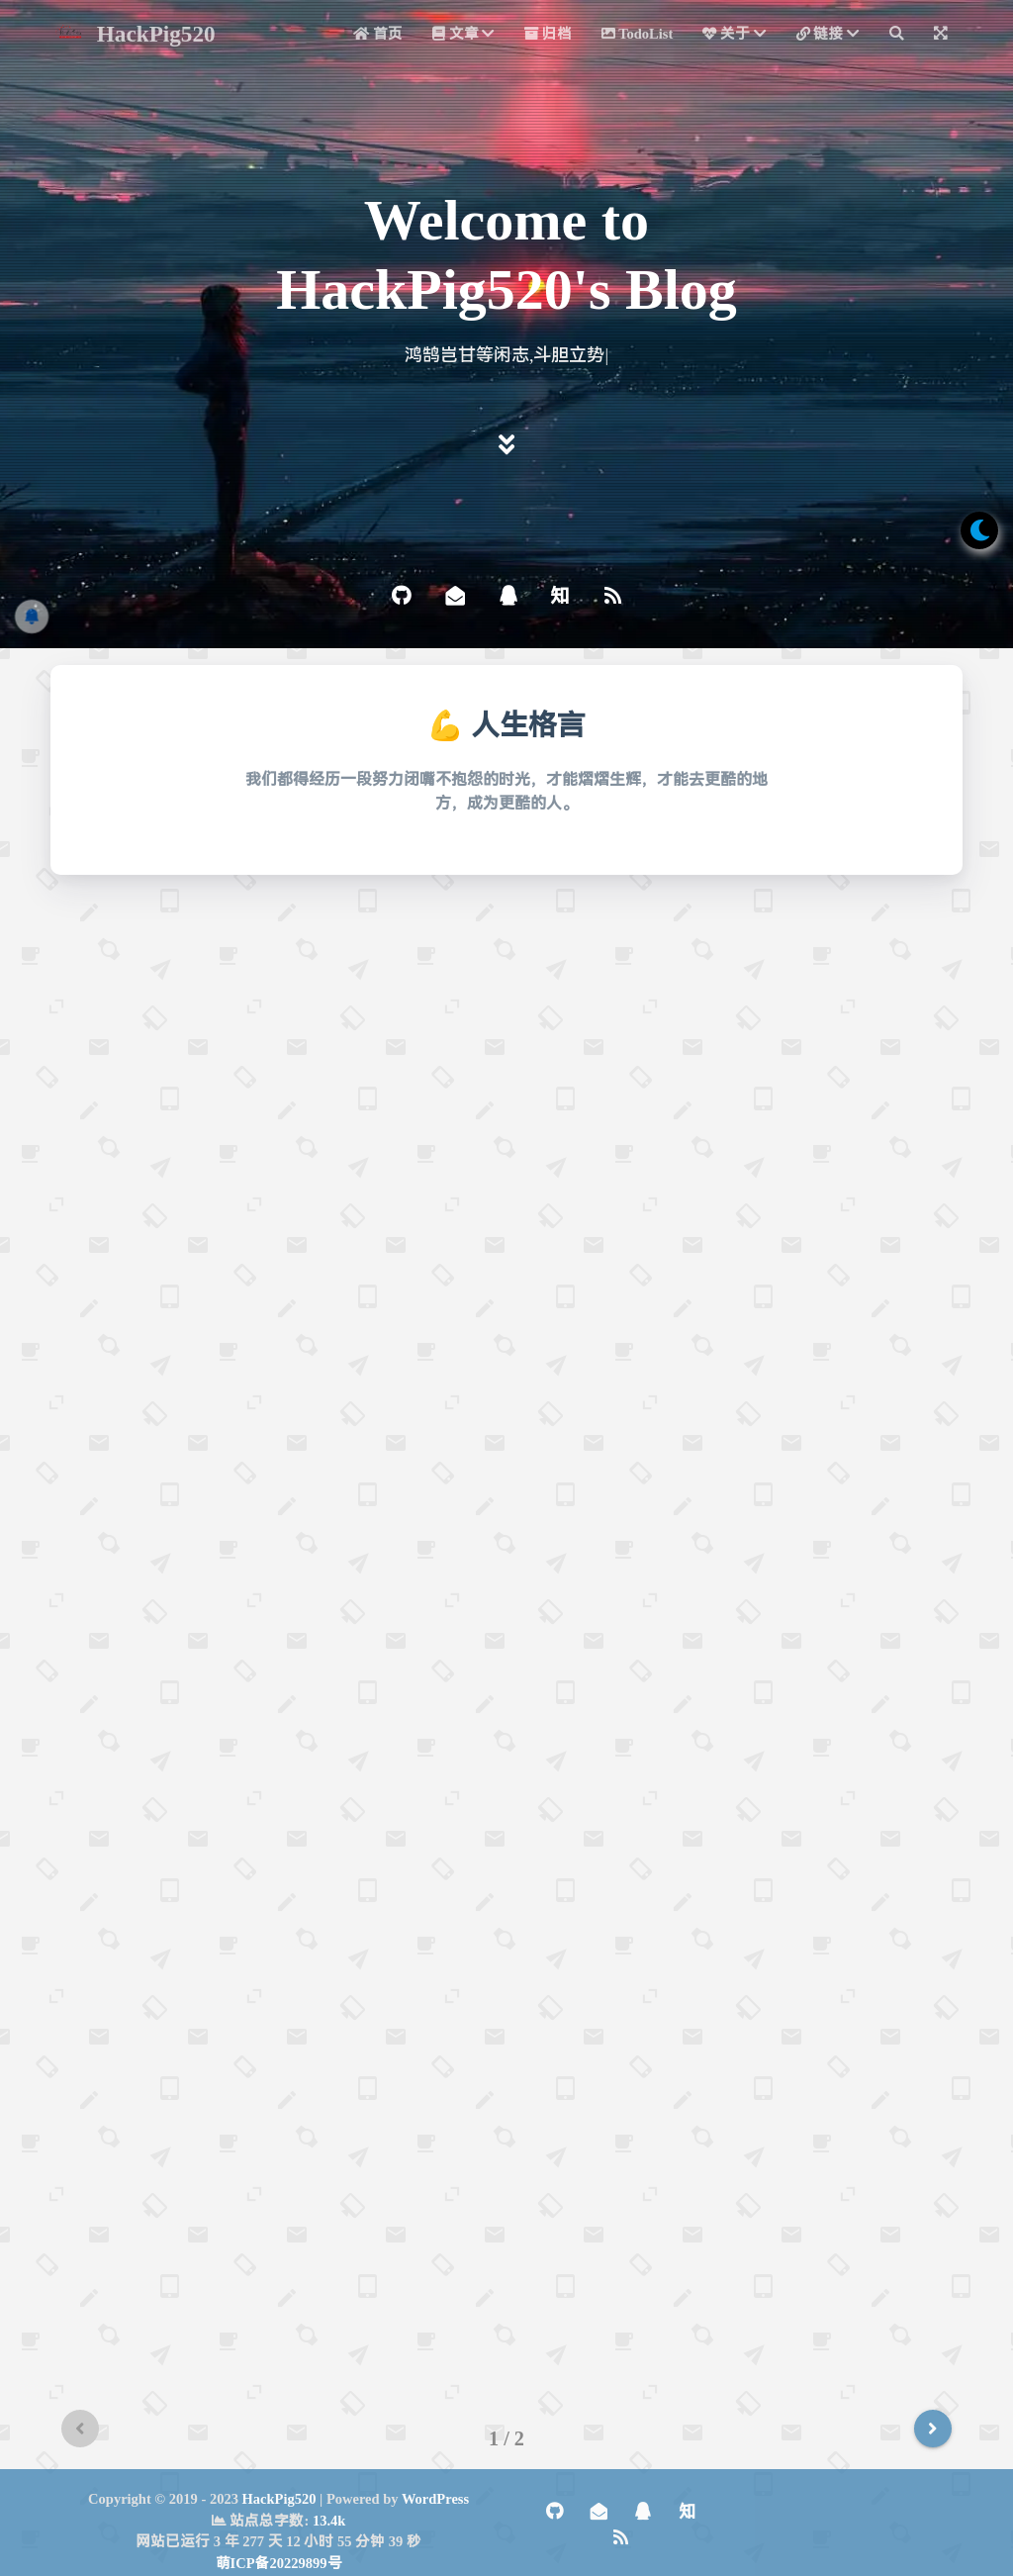 HackPig520
首页 文章 归档 TodoList 关于 链接
Welcome to
HackPig520's Blog
鸿鹄岂甘等闲志,斗胆立势|
知
💪 人生格言
我们都得经历一段努力闭嘴不抱怨的时光，才能熠熠生辉，才能去更酷的地
方，成为更酷的人。
1 / 2
Copyright © 2019 - 2023 HackPig520 | Powered by WordPress
站点总字数: 13.4k
网站已运行 3 年 277 天 12 小时 55 分钟 39 秒
萌ICP备20229899号
知